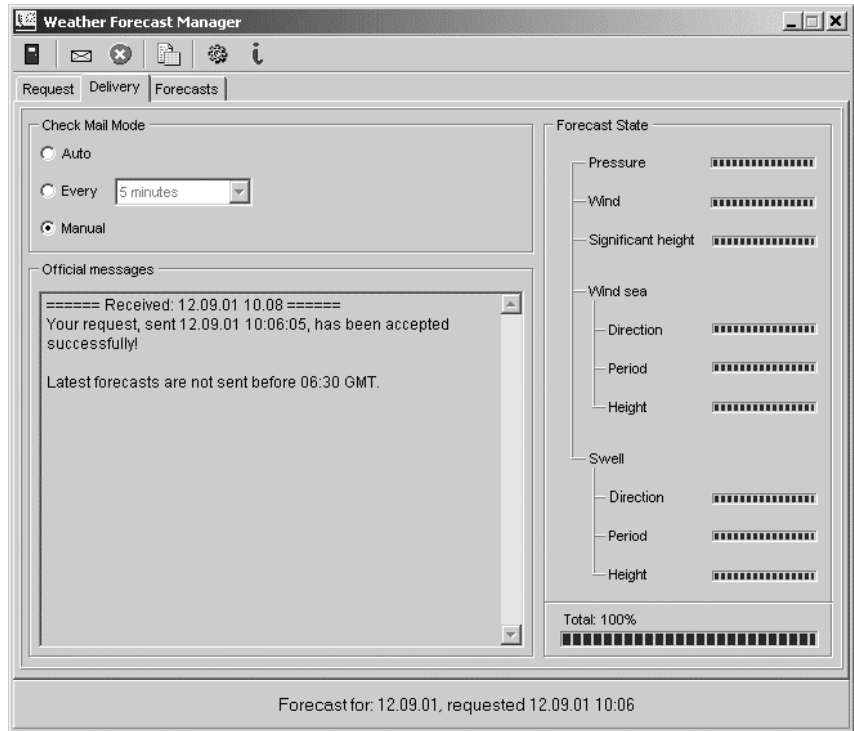 Weather Forecast Manager
Request Delivery Forecasts
Check Mail Mode
Auto
Every 5 minutes
Manual
Official messages
====== Received: 12.09.01 10.08 ======
Your request, sent 12.09.01 10:06:05, has been accepted
successfully!
Latest forecasts are not sent before 06:30 GMT.
Forecast State
Pressure
Wind
Significant height
Wind sea
Direction
Period
Height
Swell
Direction
Period
Height
Total: 100%
Forecast for: 12.09.01, requested 12.09.01 10:06